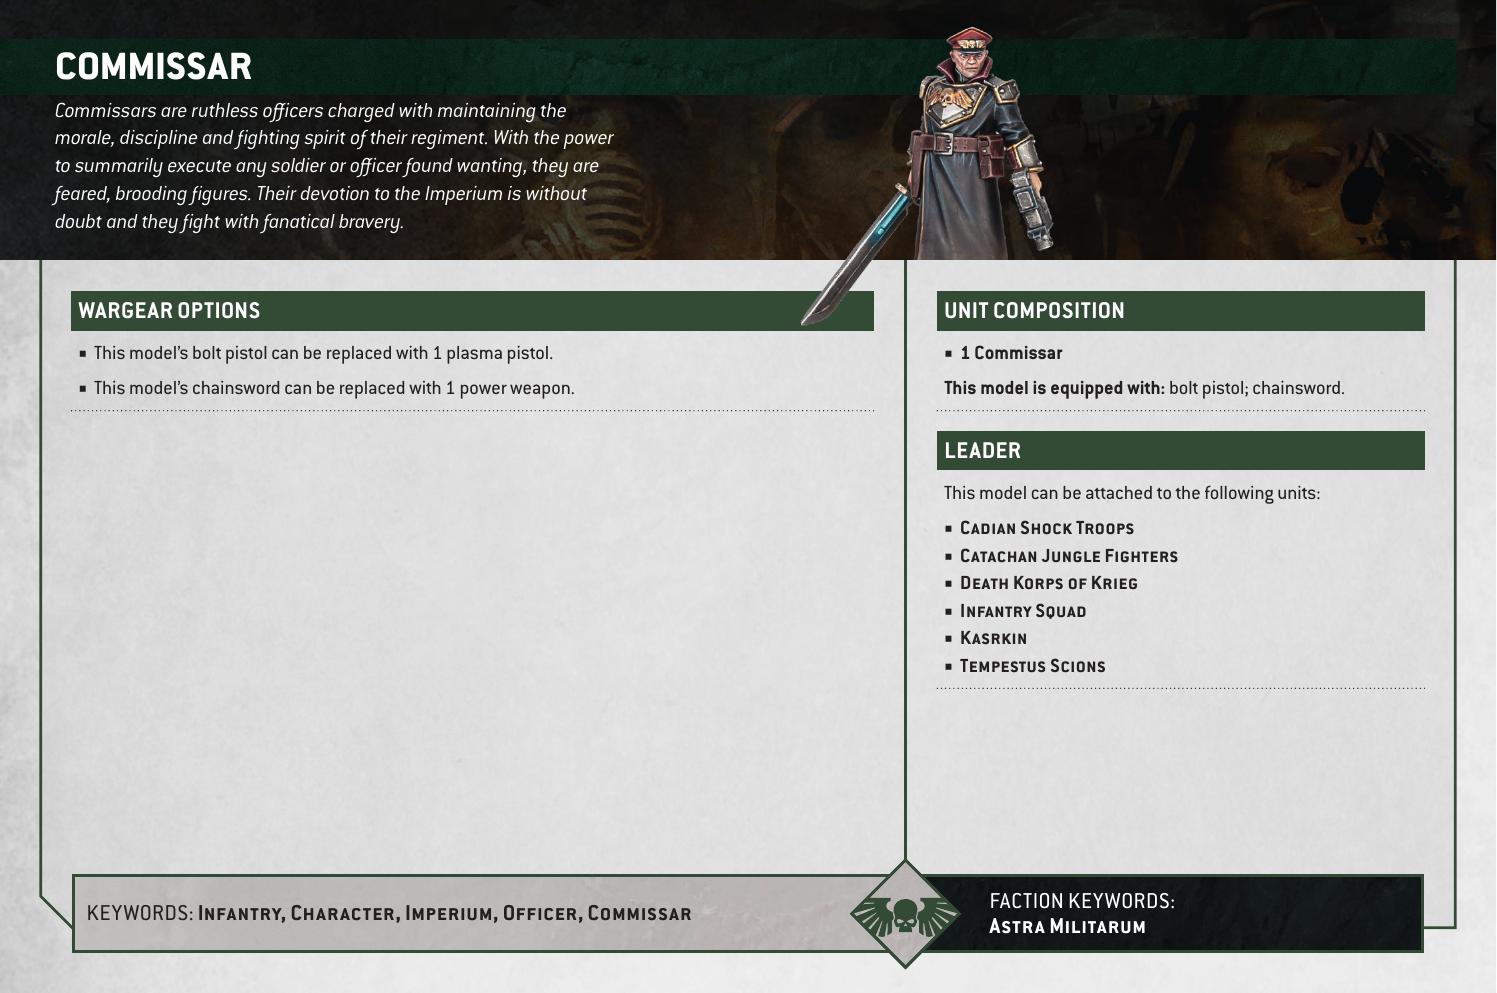 COMMISSAR
Commissars are ruthless officers charged with maintaining the
morale, discipline and fighting spirit of their regiment. With the power
to summarily execute any soldier or officer found wanting, they are
feared, brooding figures. Their devotion to the Imperium is without
doubt and they fight with fanatical bravery.
WARGEAR OPTIONS
▪ This model’s bolt pistol can be replaced with 1 plasma pistol.
▪ This model’s chainsword can be replaced with 1 power weapon.
UNIT COMPOSITION
▪ 1 Commissar
This model is equipped with: bolt pistol; chainsword.
LEADER
This model can be attached to the following units:
▪ Cadian Shock Troops
▪ Catachan Jungle Fighters
▪ Death Korps of Krieg
▪ Infantry Squad
▪ Kasrkin
▪ Tempestus Scions
KEYWORDS: Infantry, Character, Imperium, Officer, Commissar
FACTION KEYWORDS:
Astra Militarum